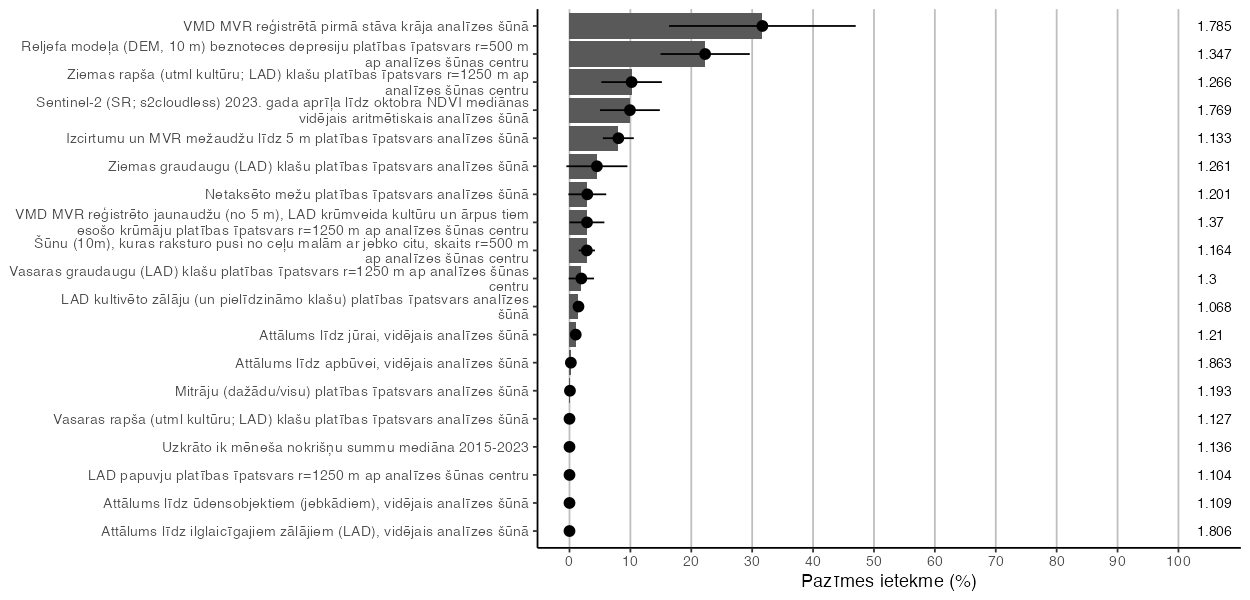 VMD MVR reģistrētā pirmā stāva krāja analīzes šūnā
1.785
Reljefa modeļa (DEM, 10 m) beznoteces depresiju platības īpatsvars r=500 m
ap analīzes šūnas centru
1.347
Ziemas rapša (utml kultūru; LAD) klašu platības īpatsvars r=1250 m ap
analīzes šūnas centru
1.266
Sentinel-2 (SR; s2cloudless) 2023. gada aprīļa līdz oktobra NDVI mediānas
vidējais aritmētiskais analīzes šūnā
1.769
Izcirtumu un MVR mežaudžu līdz 5 m platības īpatsvars analīzes šūnā
1.133
Ziemas graudaugu (LAD) klašu platības īpatsvars analīzes šūnā
1.261
Netaksēto mežu platības īpatsvars analīzes šūnā
1.201
VMD MVR reģistrēto jaunaudžu (no 5 m), LAD krūmveida kultūru un ārpus tiem
esošo krūmāju platības īpatsvars r=1250 m ap analīzes šūnas centru
1.37
Šūnu (10m), kuras raksturo pusi no ceļu malām ar jebko citu, skaits r=500 m
ap analīzes šūnas centru
1.164
Vasaras graudaugu (LAD) klašu platības īpatsvars r=1250 m ap analīzes šūnas
centru
1.3
LAD kultivēto zālāju (un pielīdzināmo klašu) platības īpatsvars analīzes
šūnā
1.068
Attālums līdz jūrai, vidējais analīzes šūnā
1.21
Attālums līdz apbūvei, vidējais analīzes šūnā
1.863
Mitrāju (dažādu/visu) platības īpatsvars analīzes šūnā
1.193
Vasaras rapša (utml kultūru; LAD) klašu platības īpatsvars analīzes šūnā
1.127
Uzkrāto ik mēneša nokrišņu summu mediāna 2015-2023
1.136
LAD papuvju platības īpatsvars r=1250 m ap analīzes šūnas centru
1.104
Attālums līdz ūdensobjektiem (jebkādiem), vidējais analīzes šūnā
1.109
Attālums līdz ilglaicīgajiem zālājiem (LAD), vidējais analīzes šūnā
1.806
0 10 20 30 40 50 60 70 80 90 100
Pazīmes ietekme (%)